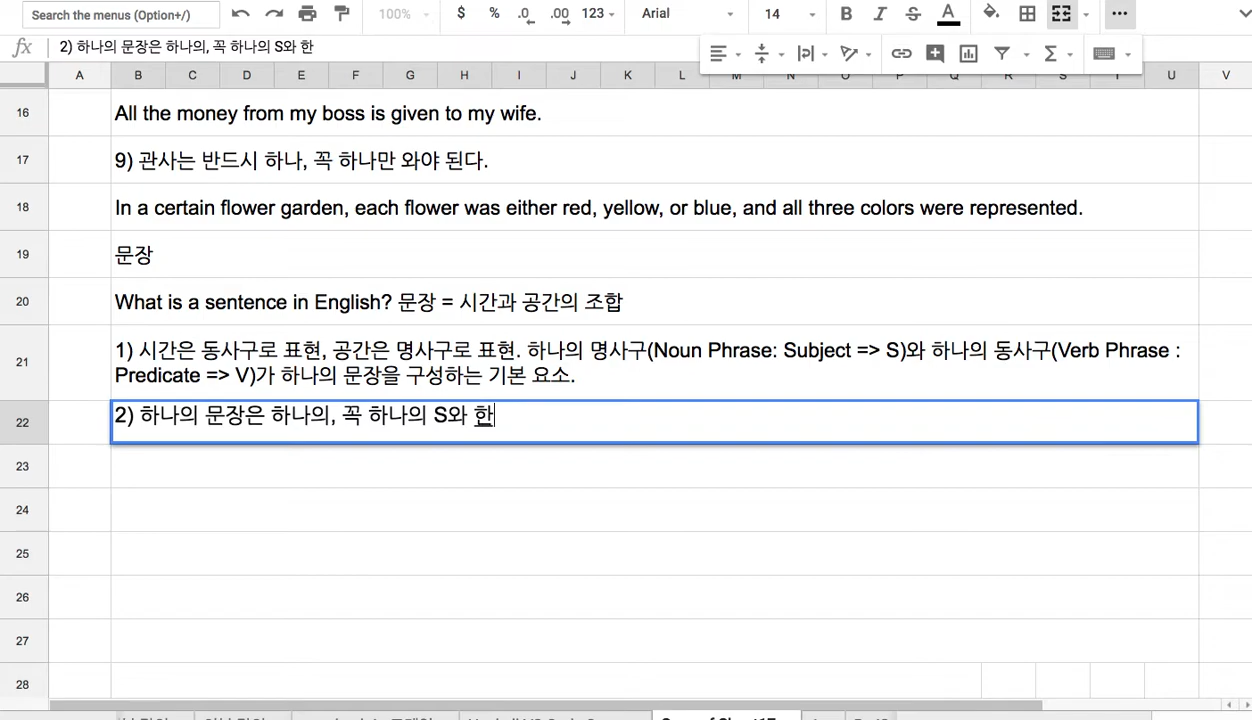 Search the menus (Option+/)
100%
$ % .0 .00 123
Arial
14
B I S A
fx 2) 하나의 문장은 하나의, 꼭 하나의 S와 한
A B C D E F G H I J K L M N O P Q R S T U V
16 All the money from my boss is given to my wife.
17 9) 관사는 반드시 하나, 꼭 하나만 와야 된다.
18 In a certain flower garden, each flower was either red, yellow, or blue, and all three colors were represented.
19 문장
20 What is a sentence in English? 문장 = 시간과 공간의 조합
21 1) 시간은 동사구로 표현, 공간은 명사구로 표현. 하나의 명사구(Noun Phrase: Subject => S)와 하나의 동사구(Verb Phrase :
Predicate => V)가 하나의 문장을 구성하는 기본 요소.
22 2) 하나의 문장은 하나의, 꼭 하나의 S와 한
23
24
25
26
27
28